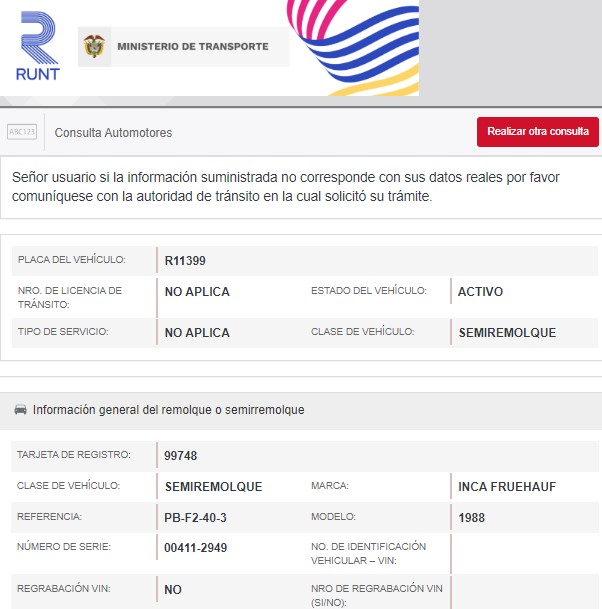 RUNT
MINISTERIO DE TRANSPORTE
ABC123
Consulta Automotores
Realizar otra consulta
Señor usuario si la información suministrada no corresponde con sus datos reales por favor
comuníquese con la autoridad de tránsito en la cual solicitó su trámite.
PLACA DEL VEHÍCULO: R11399
NRO. DE LICENCIA DE
TRÁNSITO: NO APLICA ESTADO DEL VEHÍCULO: ACTIVO
TIPO DE SERVICIO: NO APLICA CLASE DE VEHÍCULO: SEMIREMOLQUE
Información general del remolque o semirremolque
TARJETA DE REGISTRO: 99748
CLASE DE VEHÍCULO: SEMIREMOLQUE MARCA: INCA FRUEHAUF
REFERENCIA: PB-F2-40-3 MODELO: 1988
NÚMERO DE SERIE: 00411-2949 NO. DE IDENTIFICACIÓN
VEHICULAR – VIN:
REGRABACIÓN VIN: NO NRO DE REGRABACIÓN VIN
(SI/NO):